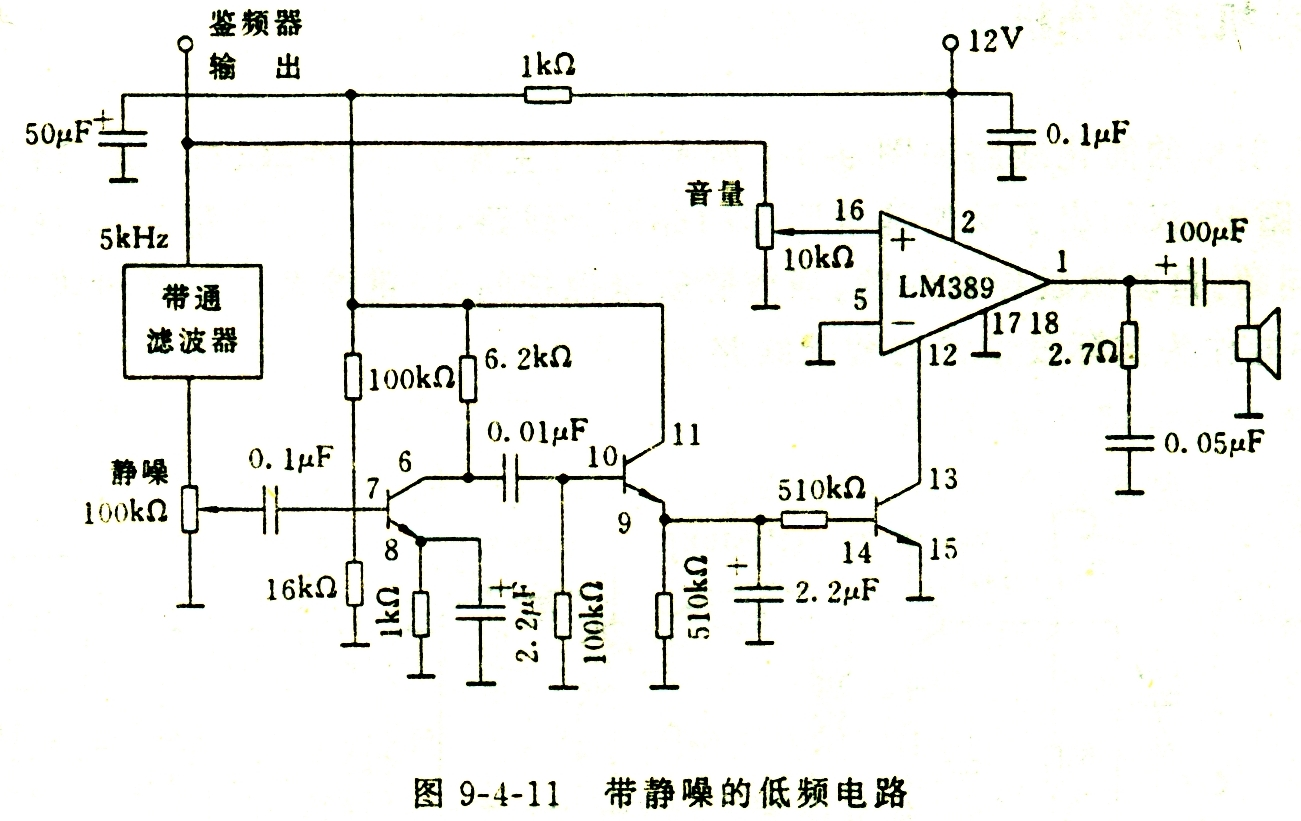 鉴频器
输 出
12V
1kΩ
50μF
+
0.1μF
音量
16
2
5kHz
10kΩ
+
100μF
+
1
LM389
带通
滤波器
5
−
17 18
12
2.7Ω
6.2kΩ
100kΩ
0.01μF
11
0.05μF
静噪
100kΩ
0.1μF
6
10
7
510kΩ
13
9
8
14
15
16kΩ
1kΩ
+
2.2μF
100kΩ
510kΩ
+
2.2μF
图 9-4-11 带静噪的低频电路